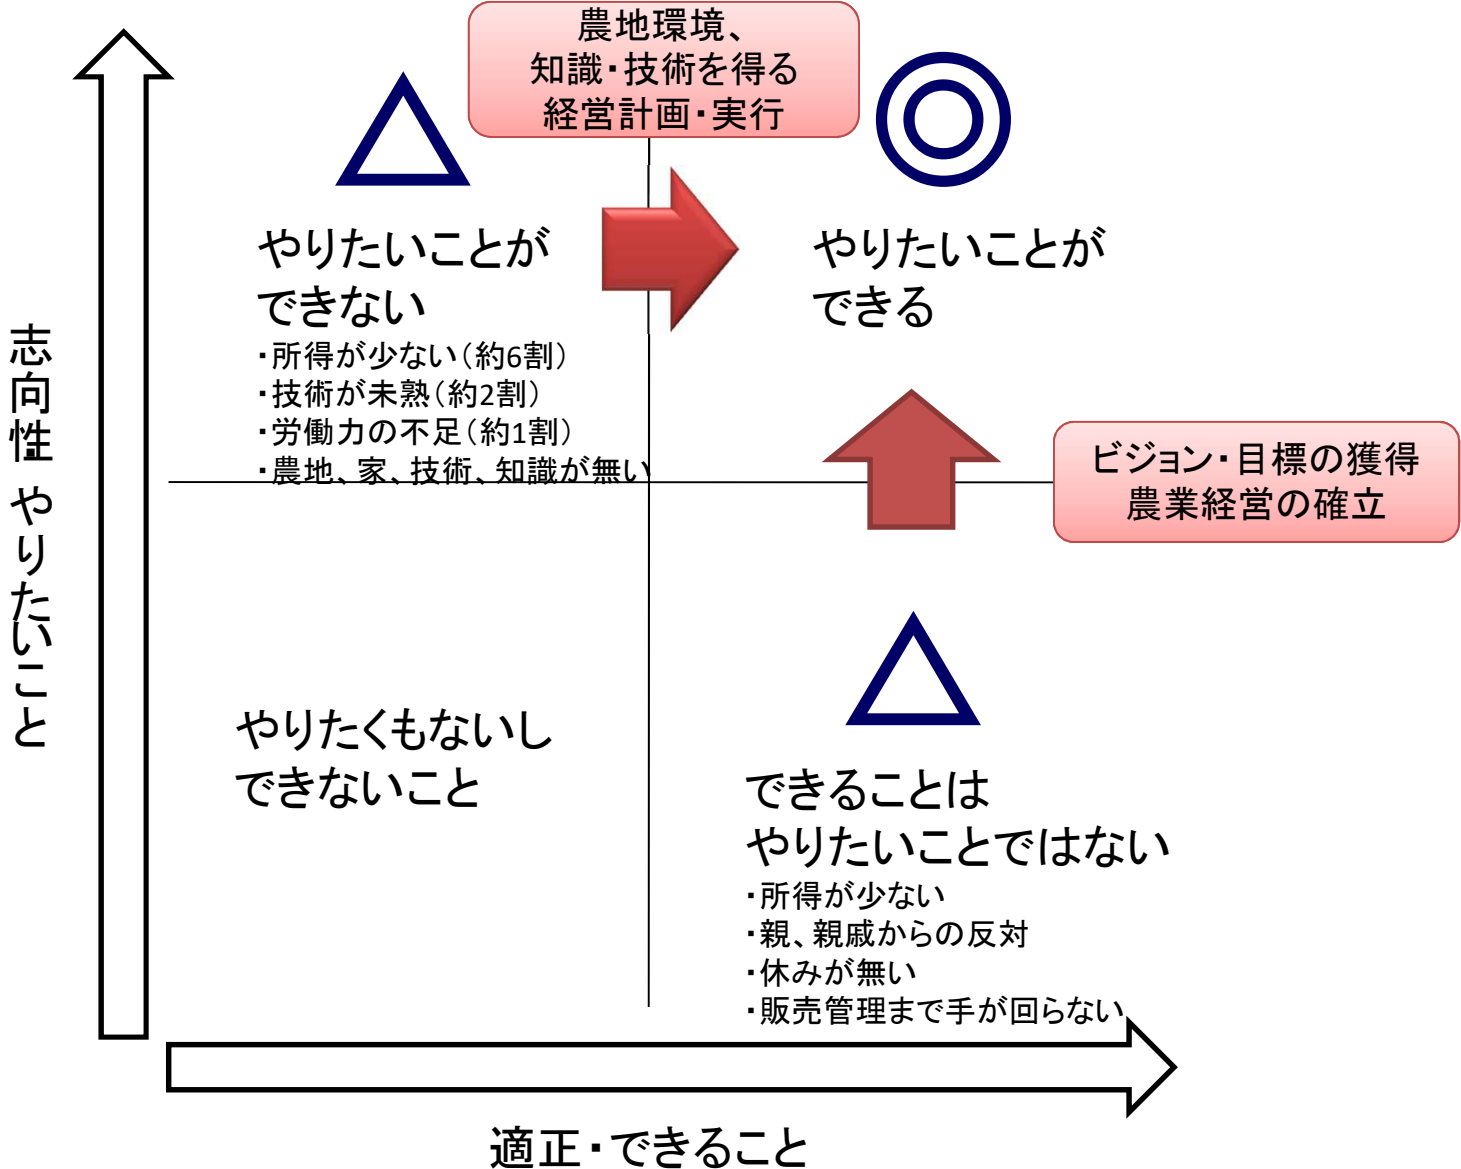 農地環境、
知識・技術を得る
経営計画・実行
やりたいことが
できない
・所得が少ない（約6割）
・技術が未熟（約2割）
・労働力の不足（約1割）
・農地、家、技術、知識が無い
やりたいことが
できる
志向性・やりたいこと
ビジョン・目標の獲得
農業経営の確立
やりたくもないし
できないこと
できることは
やりたいことではない
・所得が少ない
・親、親戚からの反対
・休みが無い
・販売管理まで手が回らない
適正・できること